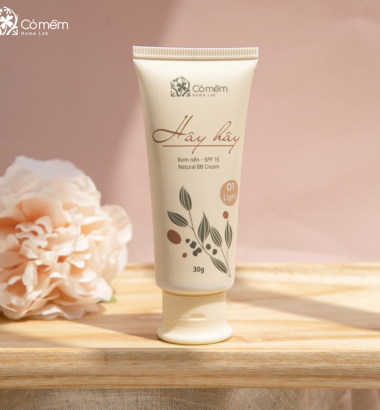 Cỏ mềm
Home Lab
Cỏ mềm
Home Lab
Hây hây
Kem nền - SPF 15
Natural BB Cream
01
Light
30g